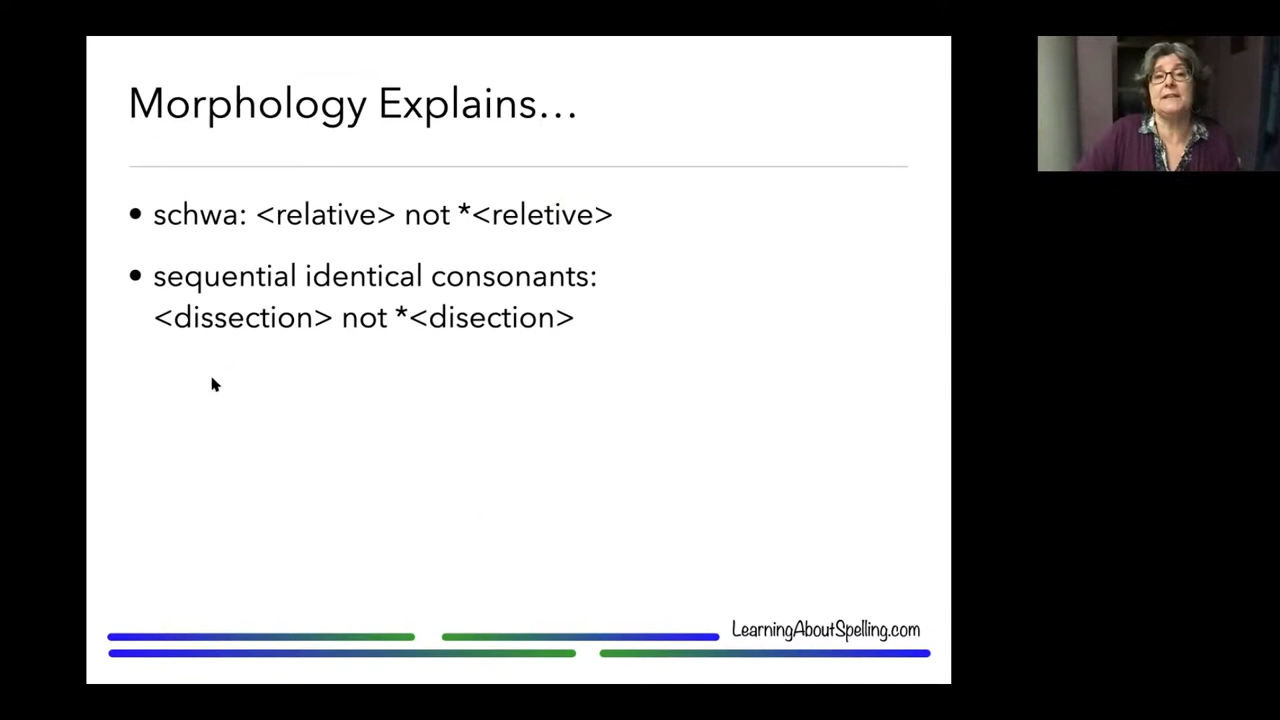 Morphology Explains…
• schwa: <relative> not *<reletive>
• sequential identical consonants:
<dissection> not *<disection>
LearningAboutSpelling.com